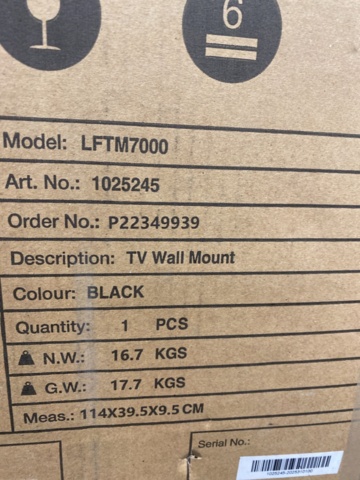 6
Model: LFTM7000
Art. No.: 1025245
Order No.: P22349939
Description: TV Wall Mount
Colour: BLACK
Quantity: 1 PCS
N.W.: 16.7 KGS
G.W.: 17.7 KGS
Meas.: 114X39.5X9.5 CM
Serial No.: